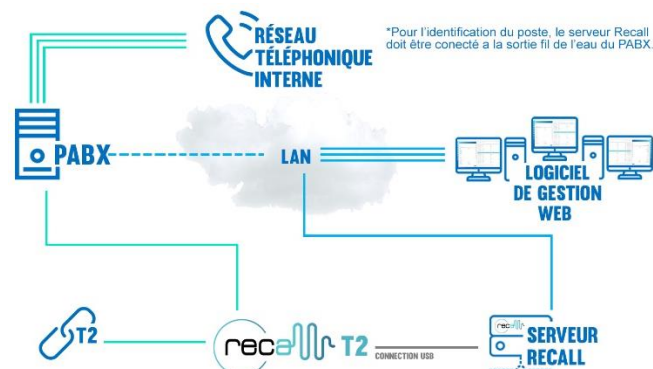 RÉSEAU
TÉLÉPHONIQUE
INTERNE
*Pour l'identification du poste, le serveur Recall
doit être conecté a la sortie fil de l'eau du PABX.
PABX
LAN
LOGICIEL
DE GESTION
WEB
T2
recall T2
CONNECTION USB
recall
SERVEUR
RECALL